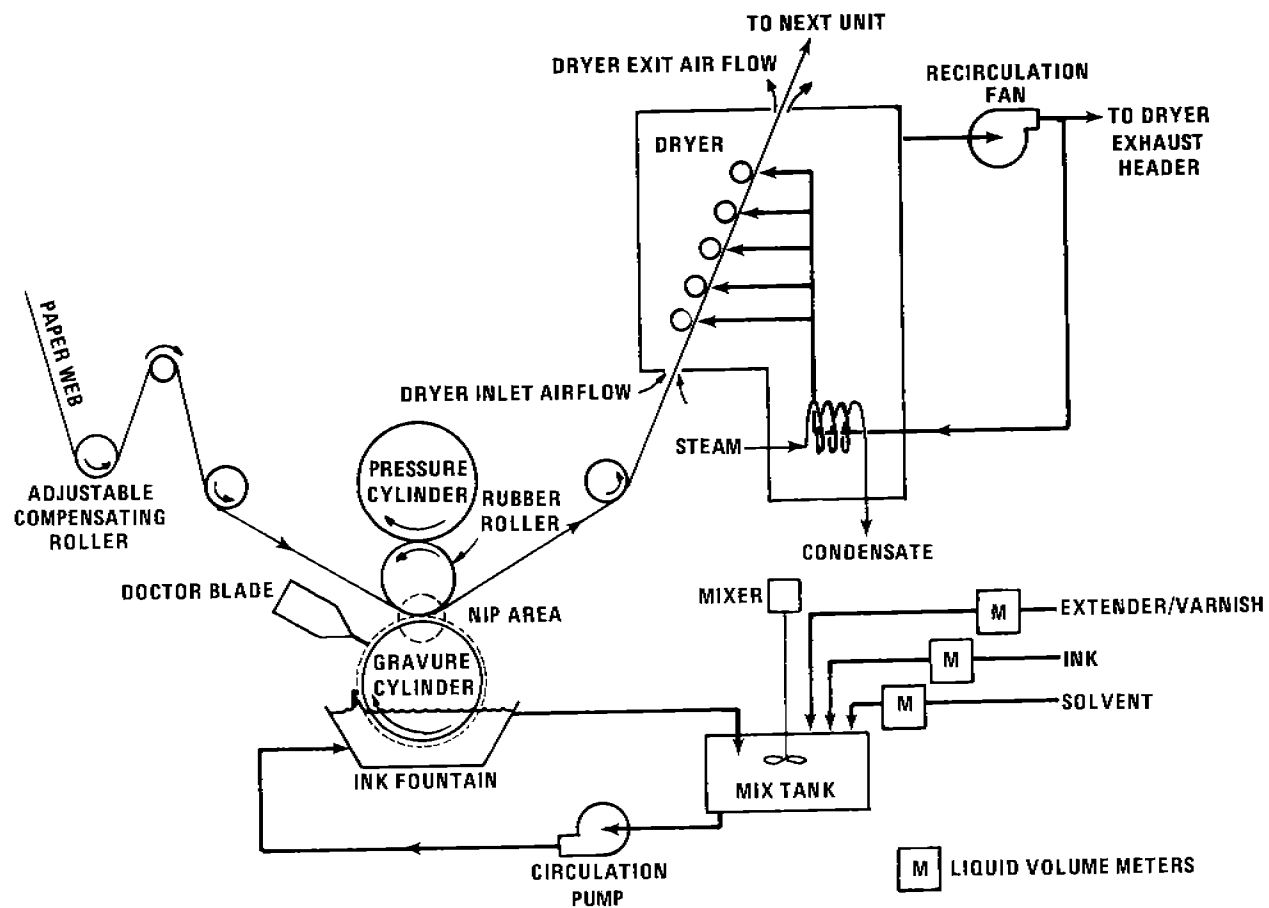 TO NEXT UNIT
DRYER EXIT AIR FLOW
RECIRCULATION
FAN
TO DRYER
EXHAUST
HEADER
DRYER
PAPER WEB
DRYER INLET AIRFLOW
STEAM
CONDENSATE
ADJUSTABLE
COMPENSATING
ROLLER
PRESSURE
CYLINDER
RUBBER
ROLLER
DOCTOR BLADE
NIP AREA
GRAVURE
CYLINDER
INK FOUNTAIN
MIXER
M
EXTENDER/VARNISH
M
INK
M
SOLVENT
MIX TANK
CIRCULATION
PUMP
M
LIQUID VOLUME METERS